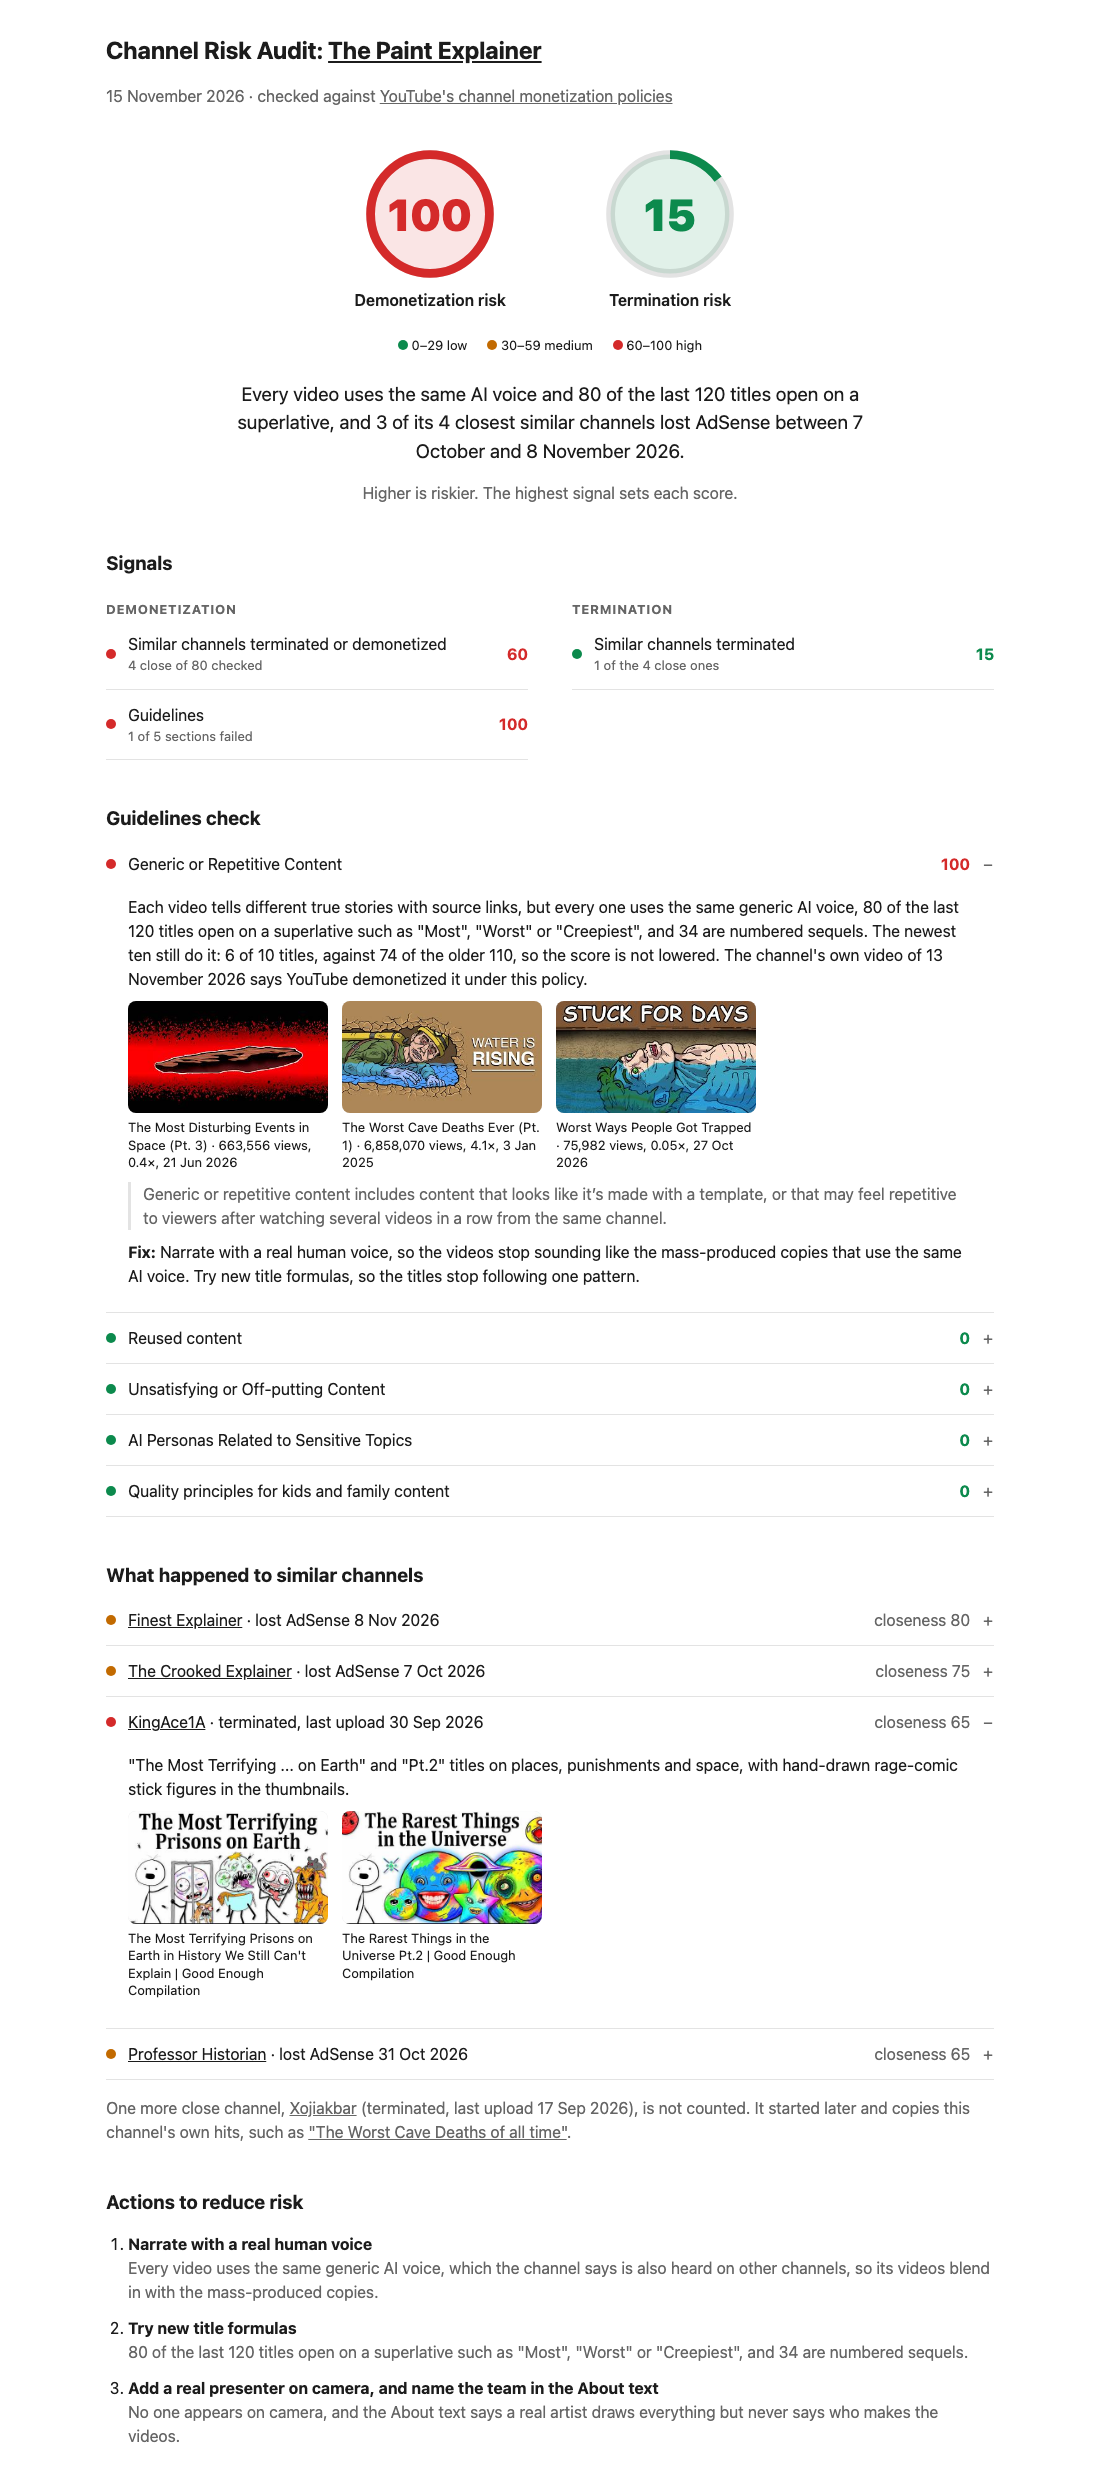 Channel Risk Audit: The Paint Explainer
15 November 2026 · checked against YouTube's channel monetization policies
100
Demonetization risk
15
Termination risk
0–29 low
30–59 medium
60–100 high
Every video uses the same AI voice and 80 of the last 120 titles open on a
superlative, and 3 of its 4 closest similar channels lost AdSense between 7
October and 8 November 2026.
Higher is riskier. The highest signal sets each score.
Signals
DEMONETIZATION
Similar channels terminated or demonetized
4 close of 80 checked
60
Guidelines
1 of 5 sections failed
100
TERMINATION
Similar channels terminated
1 of the 4 close ones
15
Guidelines check
Generic or Repetitive Content 100 –
Each video tells different true stories with source links, but every one uses the same generic AI voice, 80 of the last
120 titles open on a superlative such as "Most", "Worst" or "Creepiest", and 34 are numbered sequels. The newest
ten still do it: 6 of 10 titles, against 74 of the older 110, so the score is not lowered. The channel's own video of 13
November 2026 says YouTube demonetized it under this policy.
WATER IS
RISING
STUCK FOR DAYS
The Most Disturbing Events in
Space (Pt. 3) · 663,556 views,
0.4×, 21 Jun 2026
The Worst Cave Deaths Ever (Pt.
1) · 6,858,070 views, 4.1×, 3 Jan
2025
Worst Ways People Got Trapped
· 75,982 views, 0.05×, 27 Oct
2026
Generic or repetitive content includes content that looks like it’s made with a template, or that may feel repetitive
to viewers after watching several videos in a row from the same channel.
Fix: Narrate with a real human voice, so the videos stop sounding like the mass-produced copies that use the same
AI voice. Try new title formulas, so the titles stop following one pattern.
Reused content 0 +
Unsatisfying or Off-putting Content 0 +
AI Personas Related to Sensitive Topics 0 +
Quality principles for kids and family content 0 +
What happened to similar channels
Finest Explainer · lost AdSense 8 Nov 2026 closeness 80 +
The Crooked Explainer · lost AdSense 7 Oct 2026 closeness 75 +
KingAce1A · terminated, last upload 30 Sep 2026 closeness 65 –
"The Most Terrifying ... on Earth" and "Pt.2" titles on places, punishments and space, with hand-drawn rage-comic
stick figures in the thumbnails.
The Most Terrifying
Prisons on Earth
The Rarest Things
in the Universe
The Most Terrifying Prisons on
Earth in History We Still Can't
Explain | Good Enough
Compilation
The Rarest Things in the
Universe Pt.2 | Good Enough
Compilation
Professor Historian · lost AdSense 31 Oct 2026 closeness 65 +
One more close channel, Xojiakbar (terminated, last upload 17 Sep 2026), is not counted. It started later and copies this
channel's own hits, such as "The Worst Cave Deaths of all time".
Actions to reduce risk
1. Narrate with a real human voice
Every video uses the same generic AI voice, which the channel says is also heard on other channels, so its videos blend
in with the mass-produced copies.
2. Try new title formulas
80 of the last 120 titles open on a superlative such as "Most", "Worst" or "Creepiest", and 34 are numbered sequels.
3. Add a real presenter on camera, and name the team in the About text
No one appears on camera, and the About text says a real artist draws everything but never says who makes the
videos.